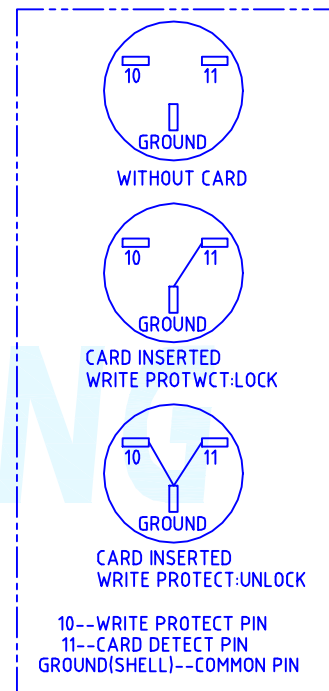 10 11
GROUND
WITHOUT CARD
10 11
GROUND
CARD INSERTED
WRITE PROTWCT:LOCK
10 11
GROUND
CARD INSERTED
WRITE PROTECT:UNLOCK
10--WRITE PROTECT PIN
11--CARD DETECT PIN
GROUND(SHELL)--COMMON PIN
NG